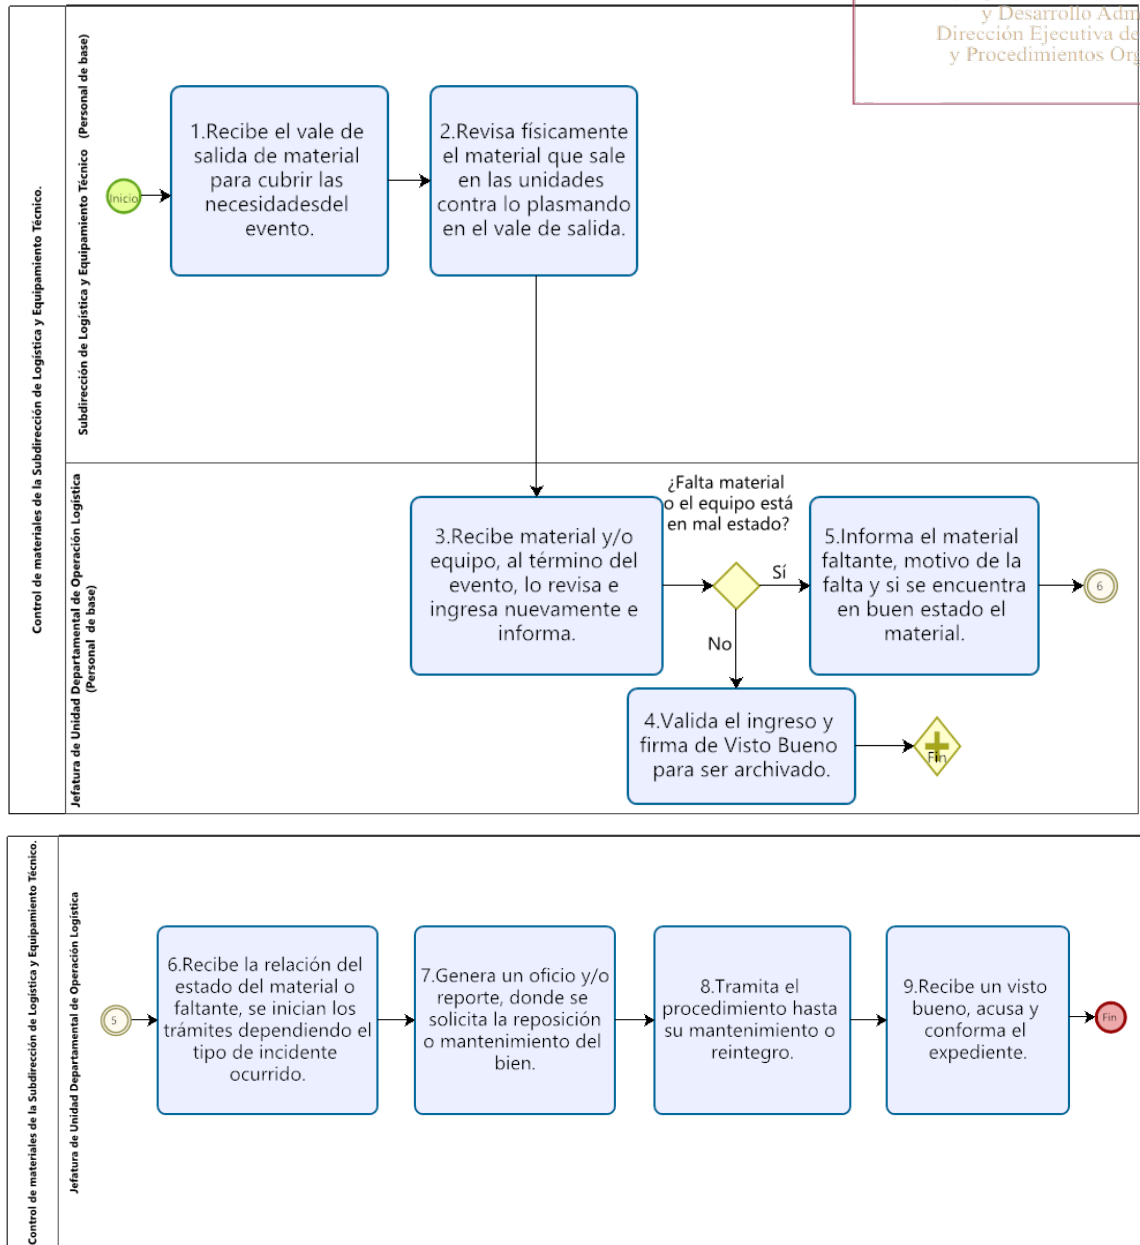 y Desarrollo Adm
Dirección Ejecutiva de
y Procedimientos Org
Control de materiales de la Subdirección de Logística y Equipamiento Técnico.
Subdirección de Logística y Equipamiento Técnico (Personal de base)
Inicio
1.Recibe el vale de
salida de material
para cubrir las
necesidadesdel
evento.
2.Revisa físicamente
el material que sale
en las unidades
contra lo plasmando
en el vale de salida.
Jefatura de Unidad Departamental de Operación Logística
(Personal de base)
3.Recibe material y/o
equipo, al término del
evento, lo revisa e
ingresa nuevamente e
informa.
¿Falta material
o el equipo está
en mal estado?
Sí
No
5.Informa el material
faltante, motivo de la
falta y si se encuentra
en buen estado el
material.
6
4.Valida el ingreso y
firma de Visto Bueno
para ser archivado.
Fin
Control de materiales de la Subdirección de Logística y Equipamiento Técnico.
Jefatura de Unidad Departamental de Operación Logística
5
6.Recibe la relación del
estado del material o
faltante, se inician los
trámites dependiendo el
tipo de incidente
ocurrido.
7.Genera un oficio y/o
reporte, donde se
solicita la reposición
o mantenimiento del
bien.
8.Tramita el
procedimiento hasta
su mantenimiento o
reintegro.
9.Recibe un visto
bueno, acusa y
conforma el
expediente.
Fin